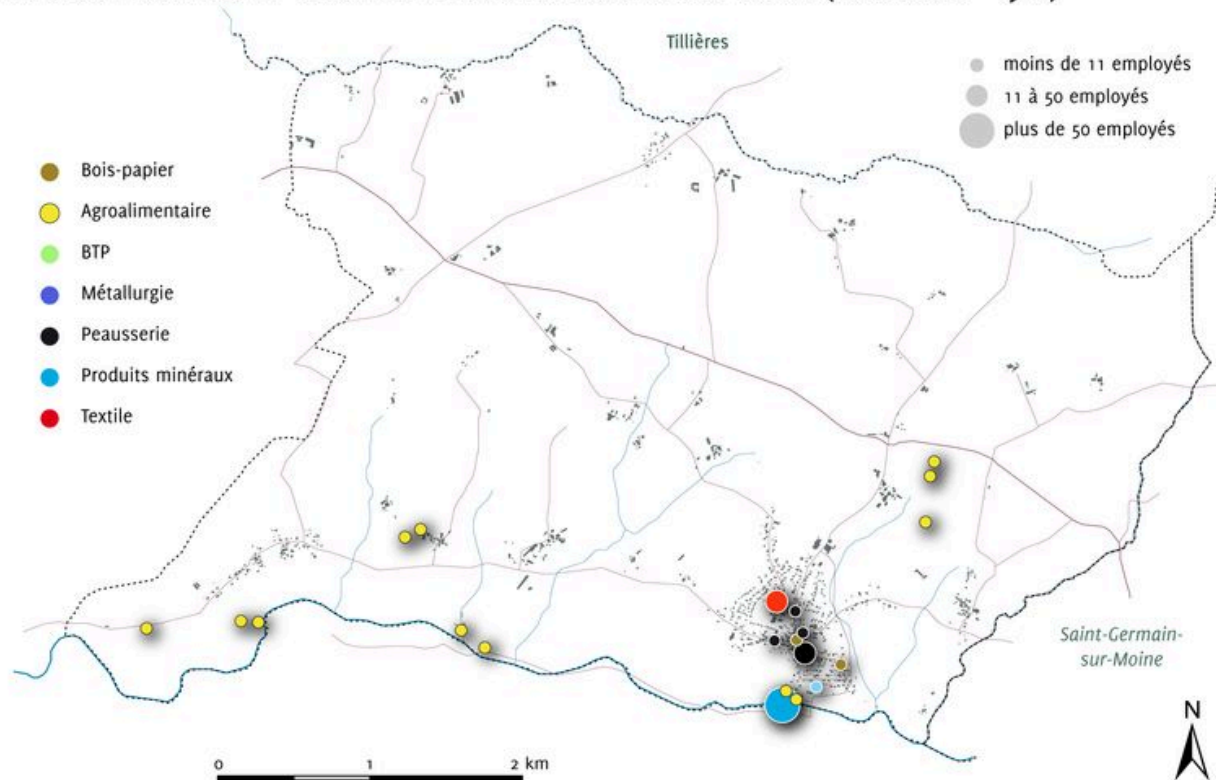 Tillières
moins de 11 employés
11 à 50 employés
plus de 50 employés
Bois-papier
Agroalimentaire
BTP
Métallurgie
Peausserie
Produits minéraux
Textile
Saint-Germain-
sur-Moine
N
0 1 2 km